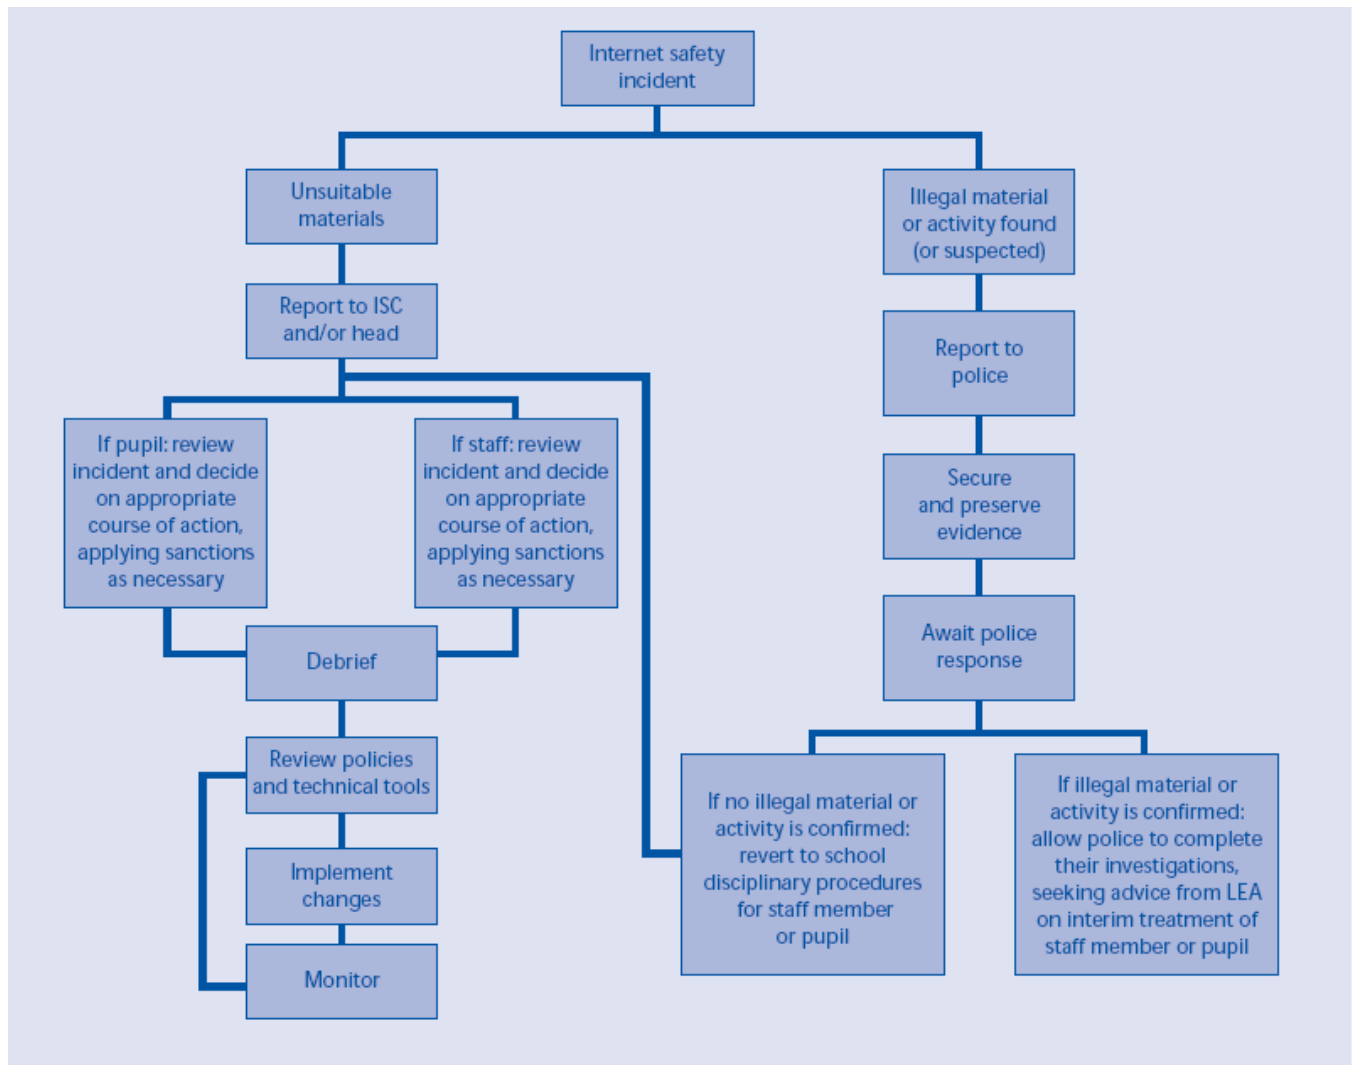 Internet safety
incident
Unsuitable
materials
Illegal material
or activity found
(or suspected)
Report to ISC
and/or head
Report to
police
If pupil: review
incident and decide
on appropriate
course of action,
applying sanctions
as necessary
If staff: review
incident and decide
on appropriate
course of action,
applying sanctions
as necessary
Secure
and preserve
evidence
Debrief
Await police
response
Review policies
and technical tools
If no illegal material or
activity is confirmed:
revert to school
disciplinary procedures
for staff member
or pupil
If illegal material or
activity is confirmed:
allow police to complete
their investigations,
seeking advice from LEA
on interim treatment of
staff member or pupil
Implement
changes
Monitor